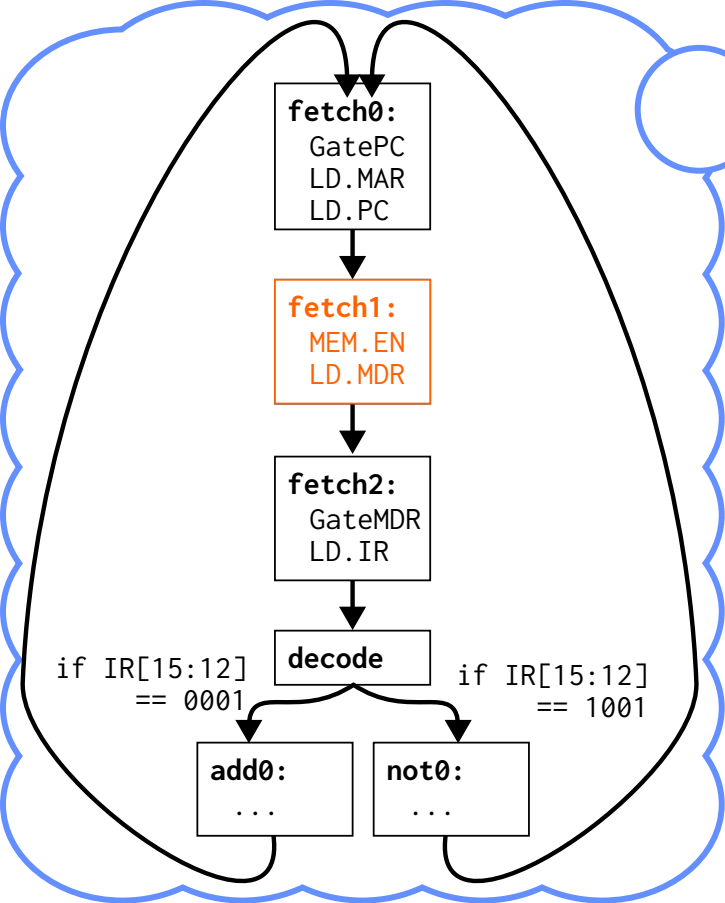 fetch0:
GatePC
LD.MAR
LD.PC
fetch1:
MEM.EN
LD.MDR
fetch2:
GateMDR
LD.IR
decode
if IR[15:12]
== 0001
if IR[15:12]
== 1001
add0:
...
not0:
...